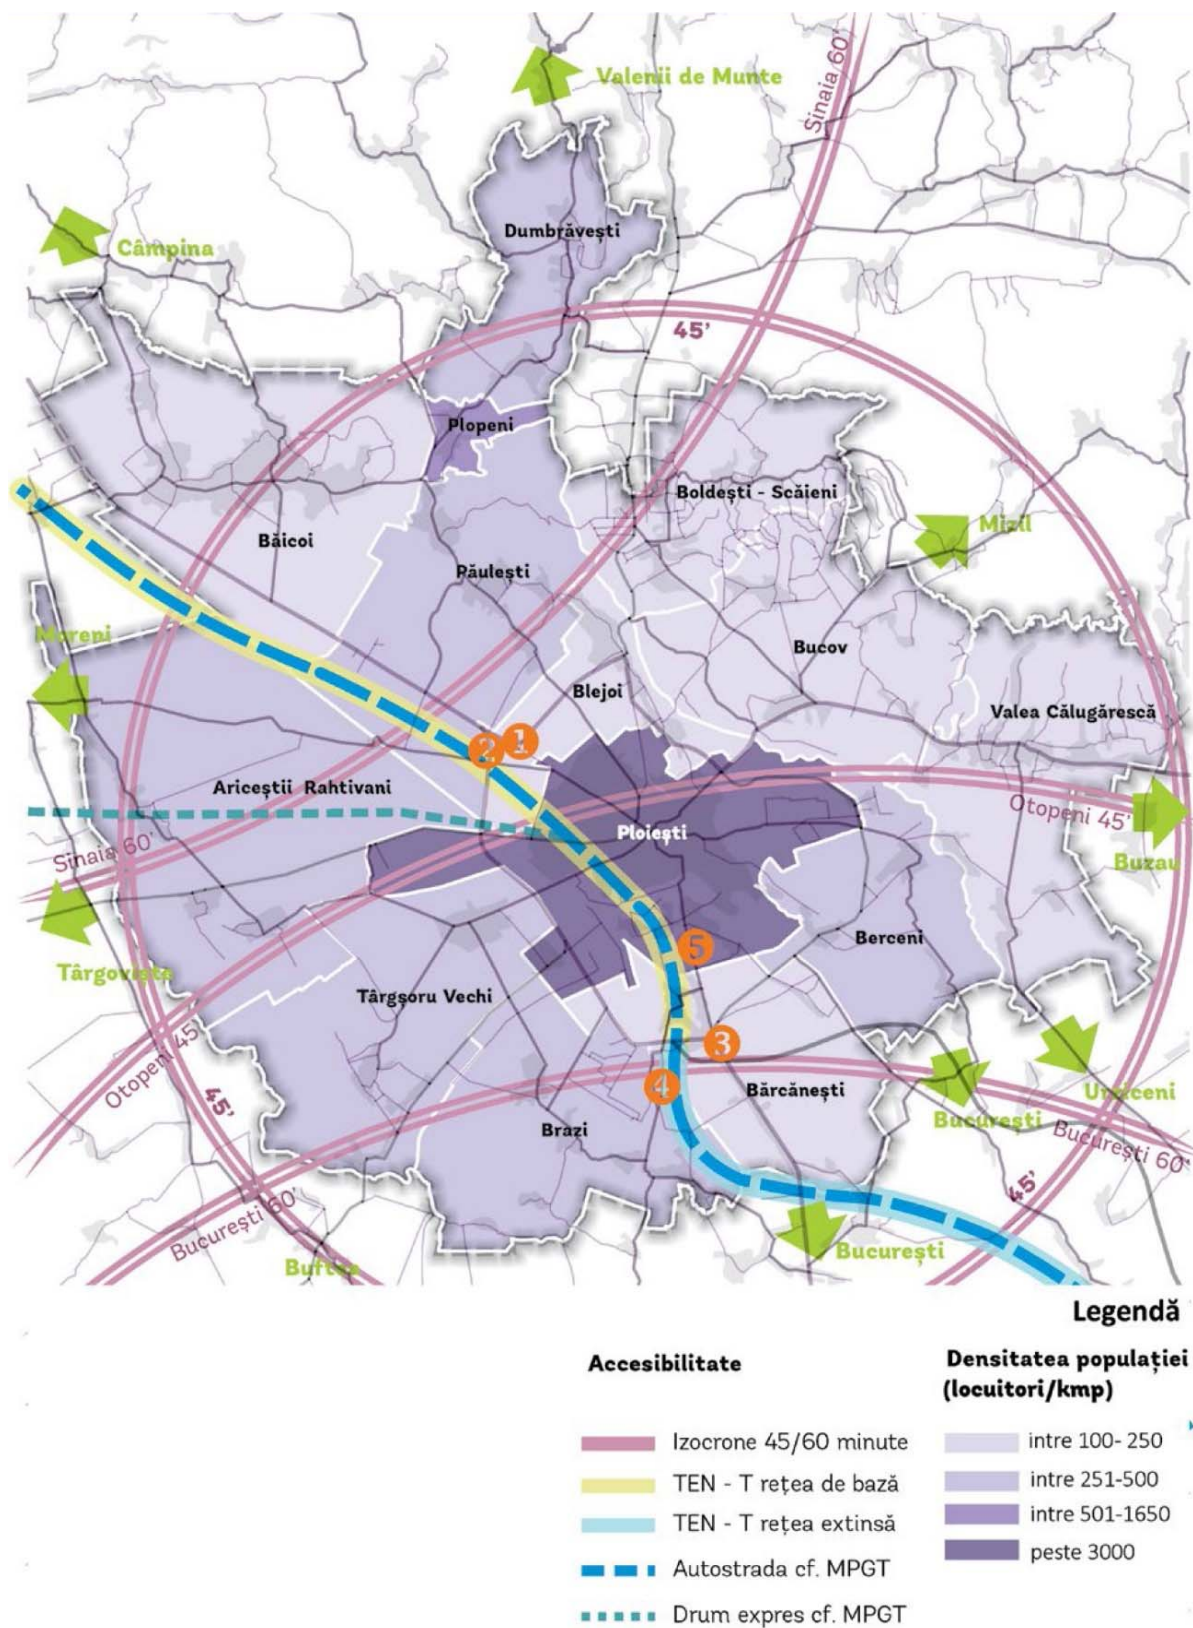 Valenii de Munte
Sinaia 60'
Câmpina
Dumbrăvești
45'
Plopeni
Boldești - Scăieni
Mizil
Băicoi
Păulești
Moreni
Bucov
Blejoi
Valea Călugărescă
2
1
Ariceștii Rahtivani
Otopeni 45'
Ploiești
Sinaia 60'
Buzau
5
Berceni
Târgoviște
Târgșoru Vechi
3
Otopeni 45'
4
Bărcănești
45'
Urziceni
București
Brazi
București 60'
45'
București 60'
București
Buftea
Legendă
Accesibilitate
Densitatea populației
(locuitori/kmp)
Izocrone 45/60 minute
intre 100- 250
TEN - T rețea de bază
intre 251-500
TEN - T rețea extinsă
intre 501-1650
peste 3000
Autostrada cf. MPGT
Drum expres cf. MPGT